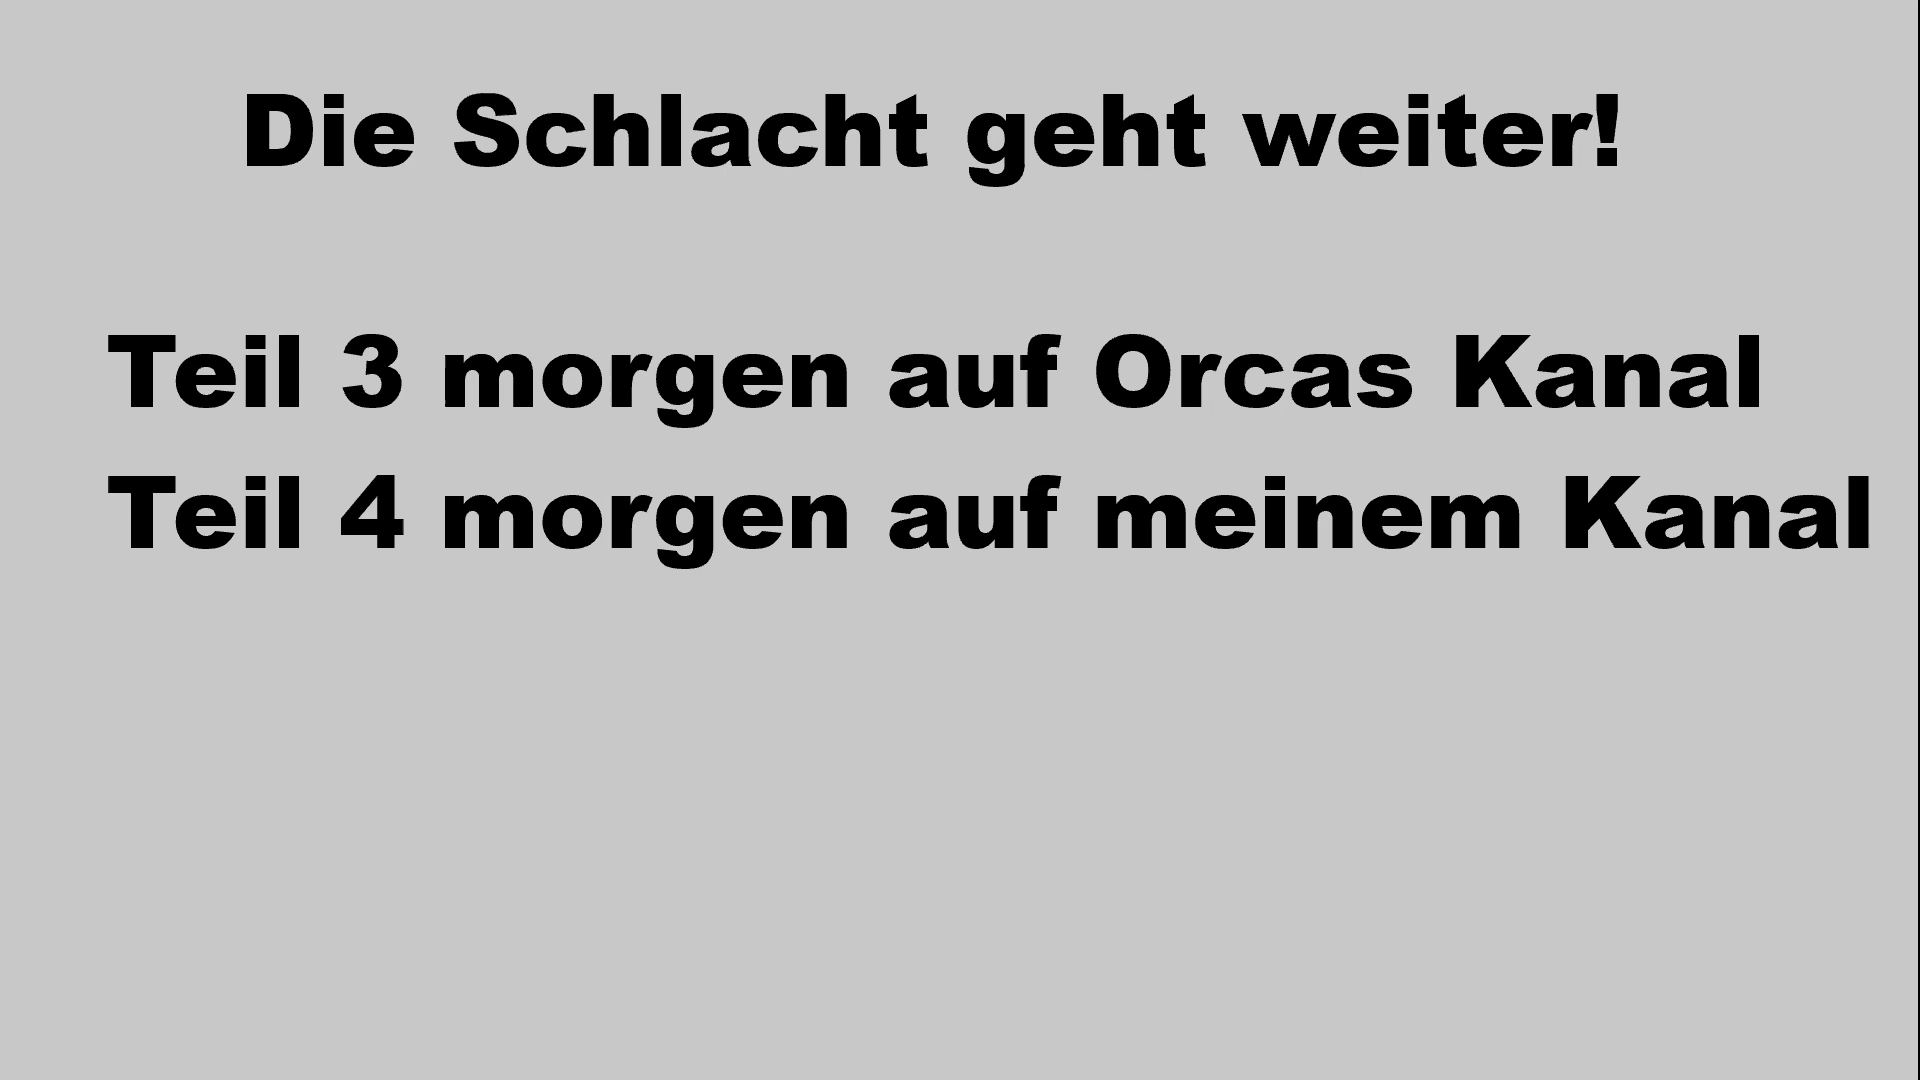 Die Schlacht geht weiter!
Teil 3 morgen auf Orcas Kanal
Teil 4 morgen auf meinem Kanal